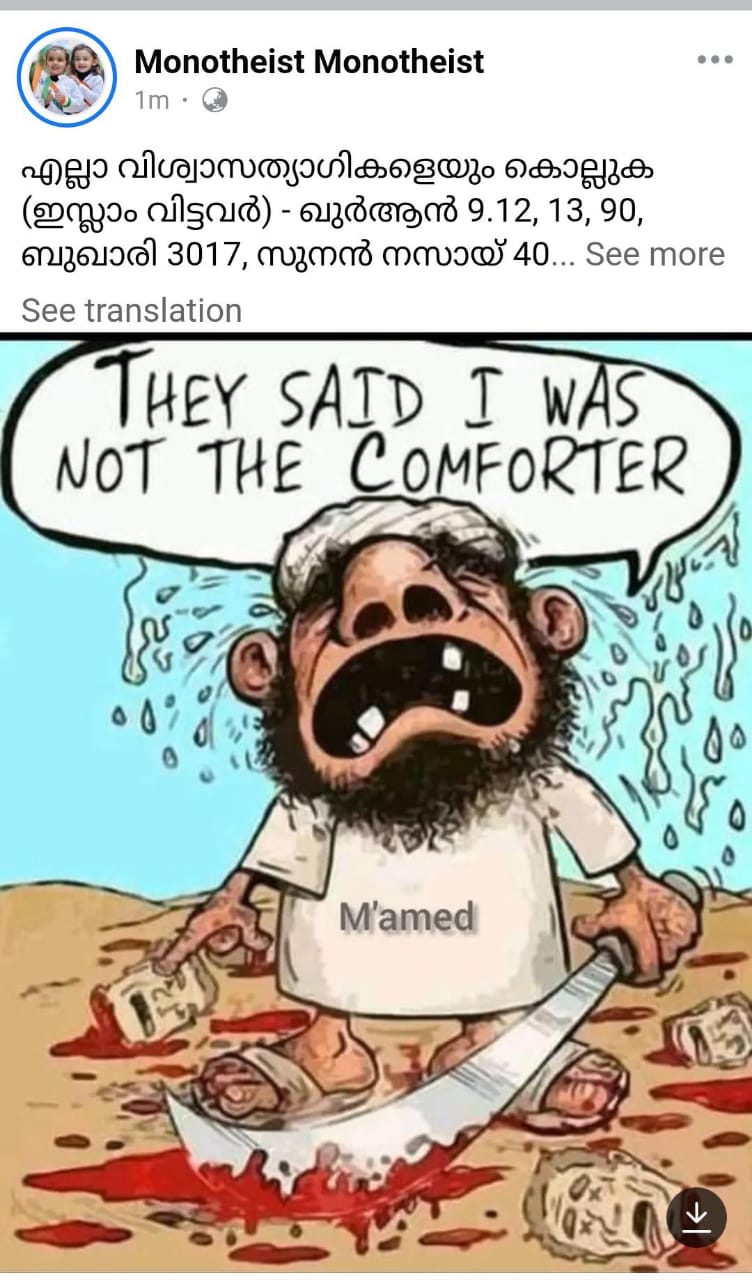 Monotheist Monotheist
1m ·
എല്ലാ വിശ്വാസത്യാഗികളെയും കൊല്ലുക
(ഇസ്ലാം വിട്ടവർ) - ഖുർആൻ 9.12, 13, 90,
ബുഖാരി 3017, സുനൻ നസായ് 40... See more
See translation
THEY SAID I WAS
NOT THE COMFORTER
M'amed